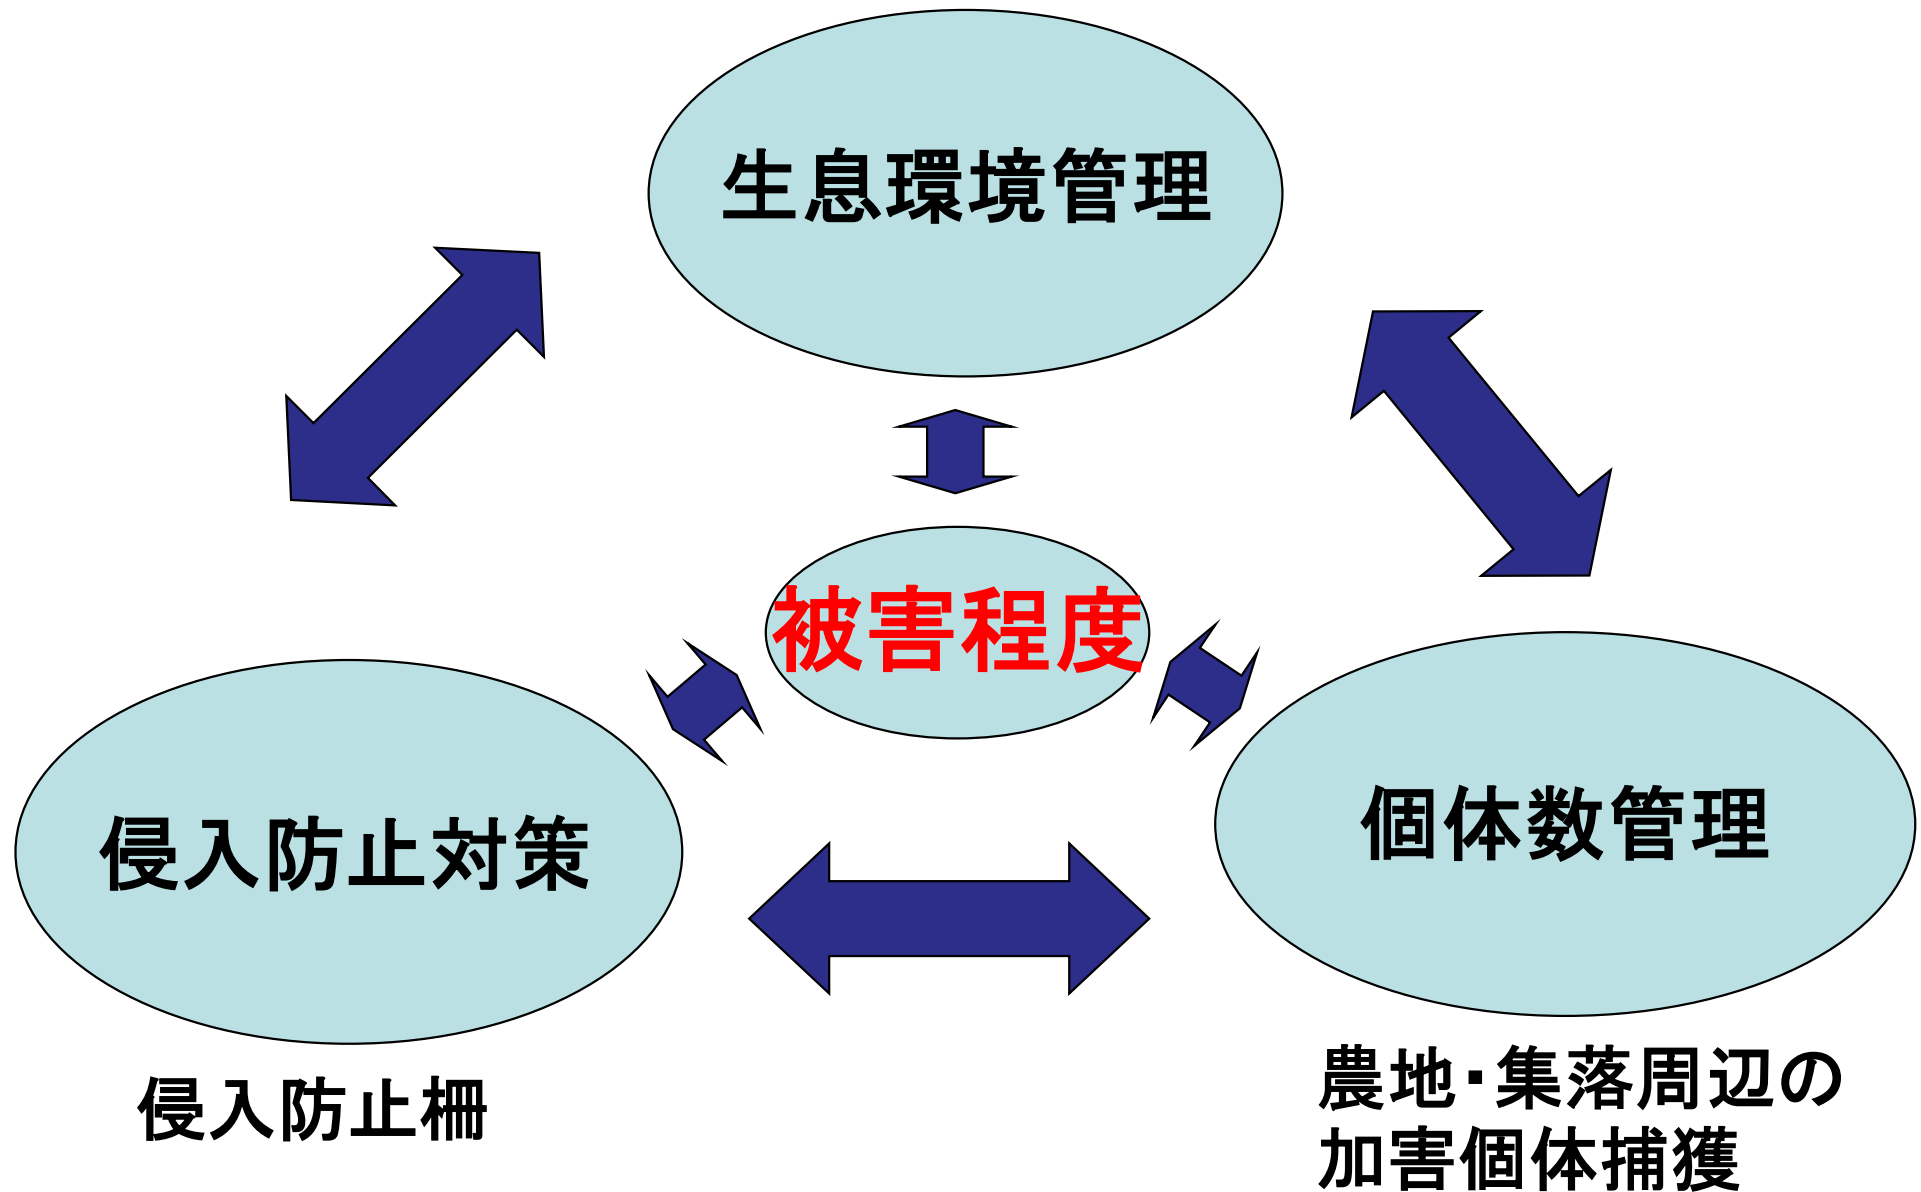 生息環境管理
被害程度
侵入防止対策
個体数管理
侵入防止柵
農地・集落周辺の
加害個体捕獲